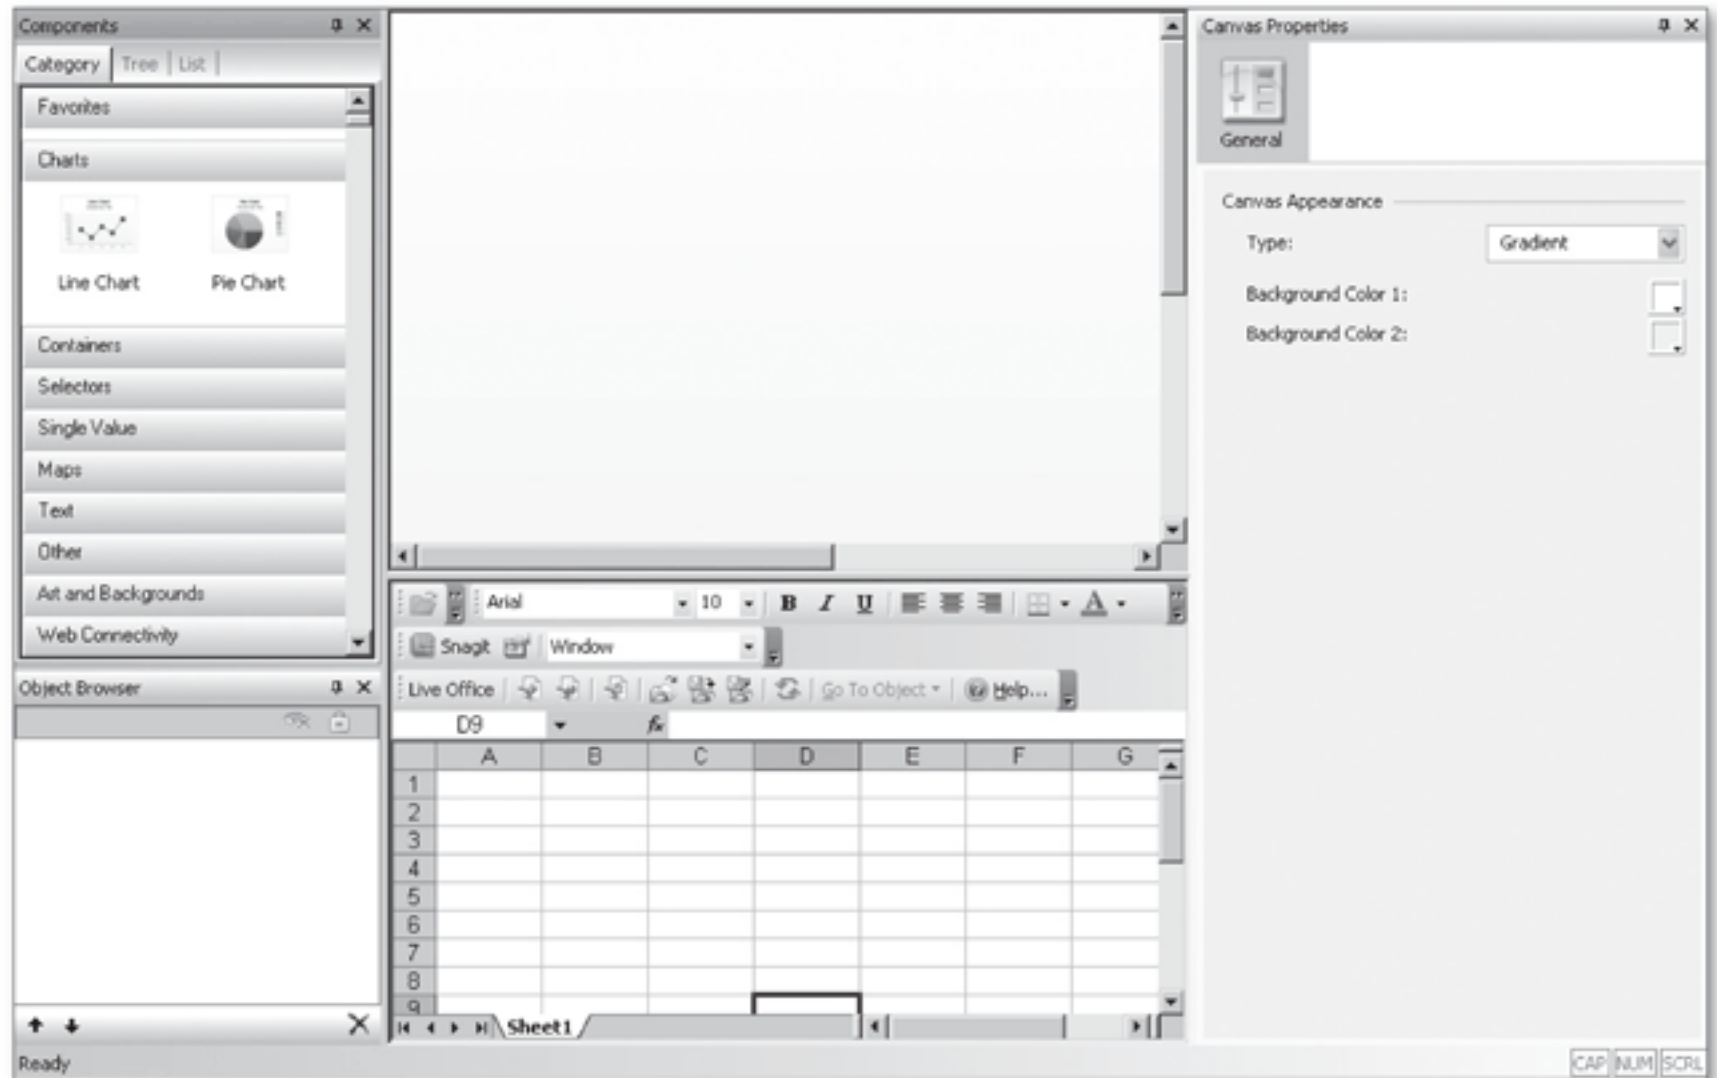 Components
Category Tree List
Favorites
Charts
Line Chart Pie Chart
Containers
Selectors
Single Value
Maps
Text
Other
Art and Backgrounds
Web Connectivity
Object Browser
Arial 10 B I U A
Snagit Window
Live Office Go To Object Help...
D9 fx
A B C D E F G
1
2
3
4
5
6
7
8
9
Sheet1
Canvas Properties
General
Canvas Appearance
Type: Gradient
Background Color 1:
Background Color 2:
Ready
CAP NUM SCRL